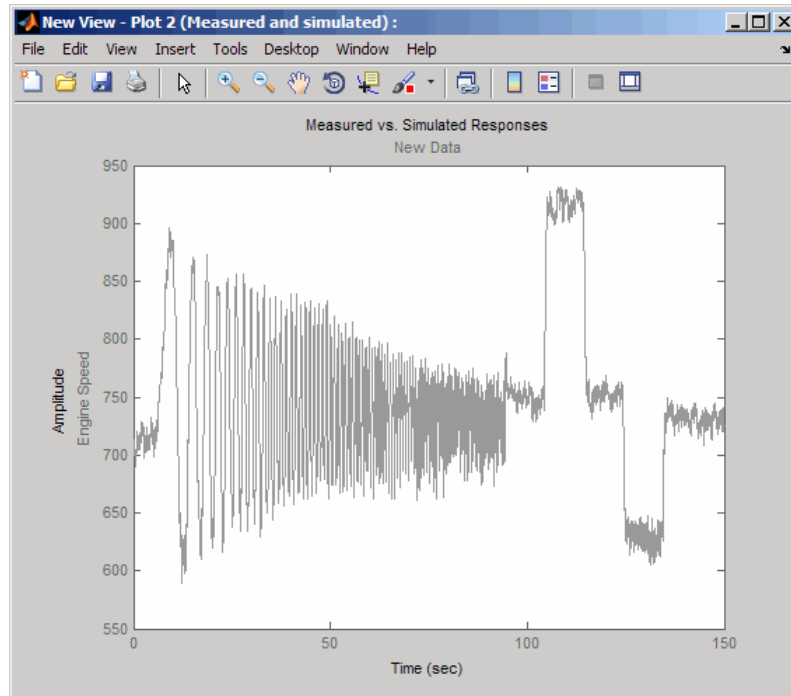 New View - Plot 2 (Measured and simulated) :
File Edit View Insert Tools Desktop Window Help
Measured vs. Simulated Responses
New Data
950
900
850
800
750
700
650
600
550
Amplitude
Engine Speed
0 50 100 150
Time (sec)